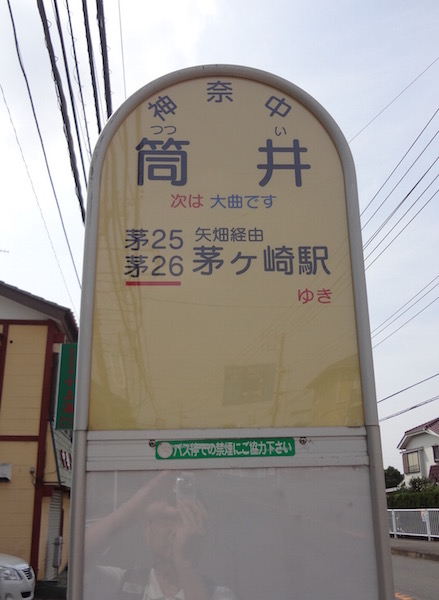 神奈中
つつ い
筒井
次は 大曲です
茅25 矢畑経由
茅26 茅ヶ崎駅
ゆき
バス停での禁煙にご協力下さい